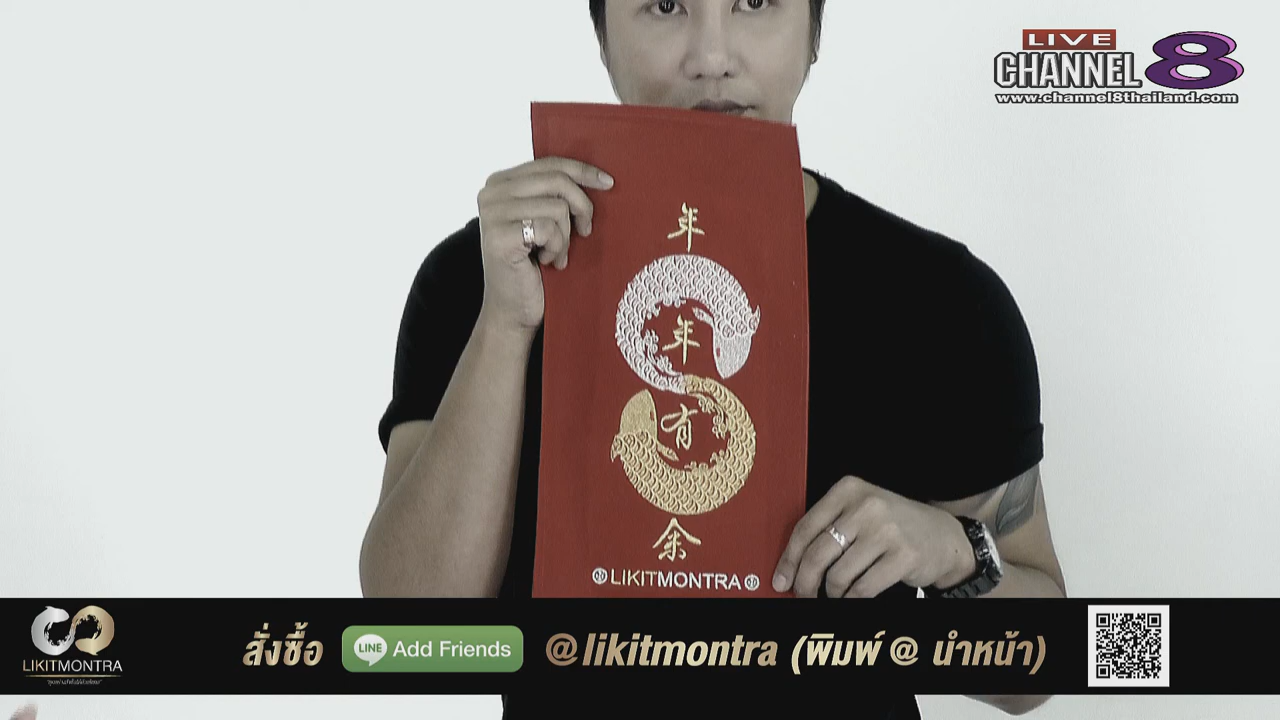 LIVE
CHANNEL 8
www.channel8thailand.com
年
年
有
余
LIKITMONTRA
LIKITMONTRA
สั่งซื้อ
LINE
Add Friends
@likitmontra (พิมพ์ @ นำหน้า)